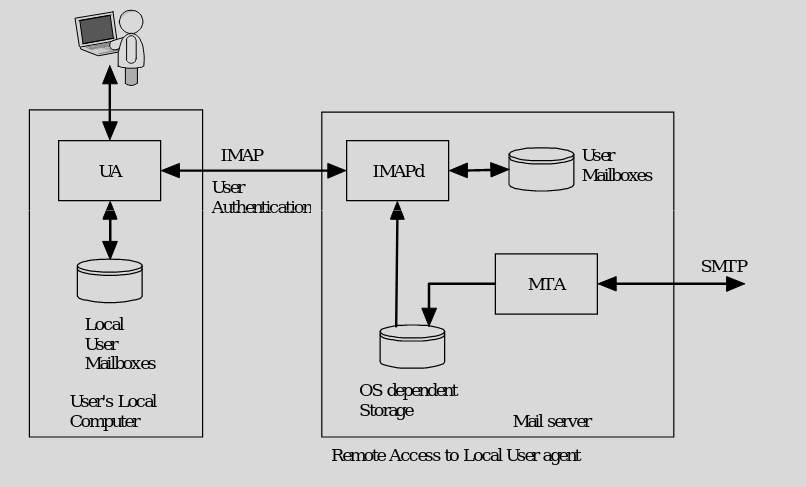 IMAP
UA
IMAPd
User
Mailboxes
User
Authentication
SMTP
MTA
Local
User
Mailboxes
OS dependent
Storage
User's Local
Computer
Mail server
Remote Access to Local User agent